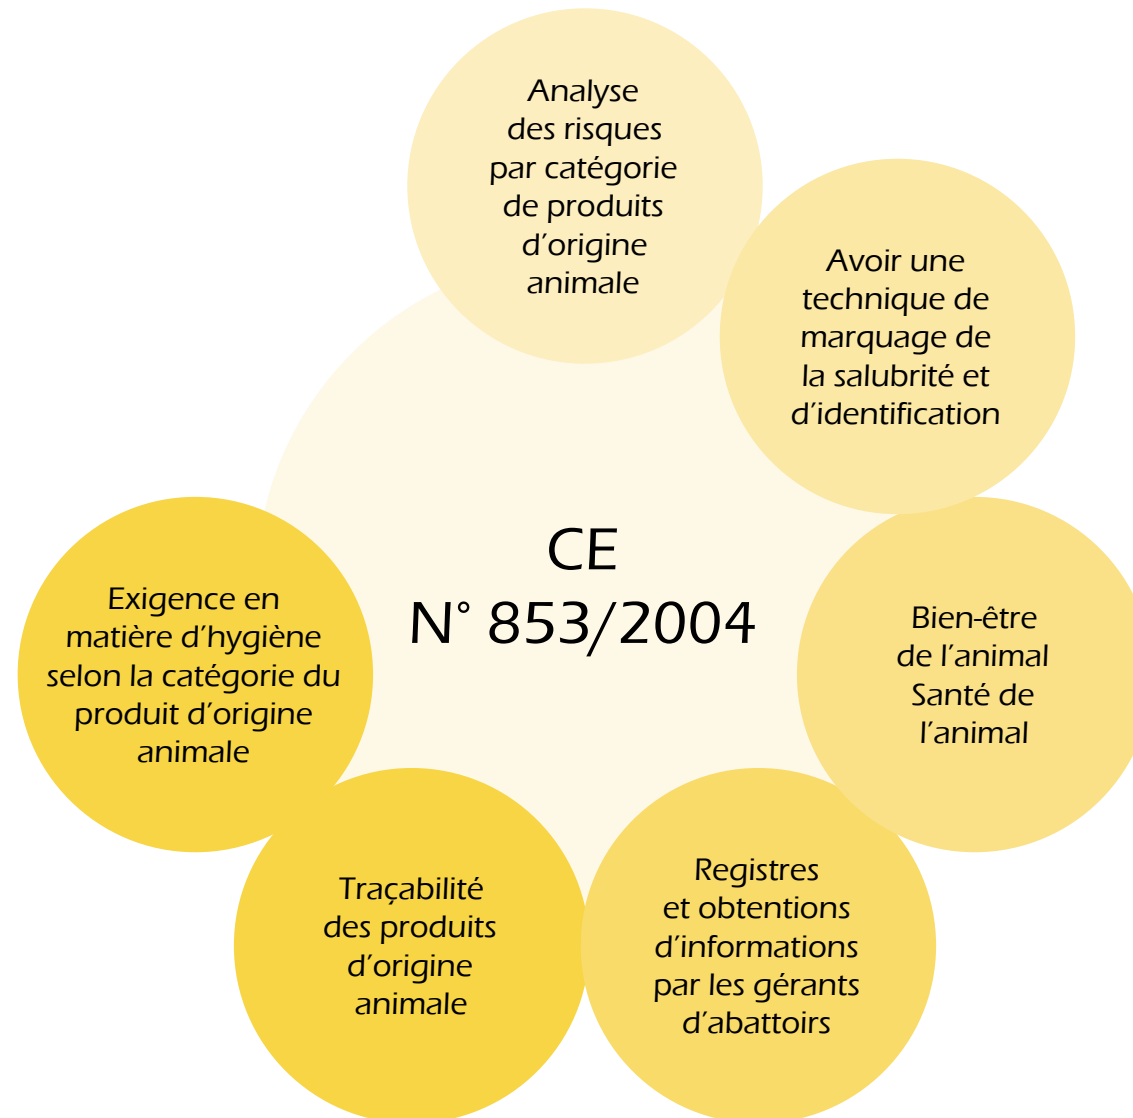 Analyse
des risques
par catégorie
de produits
d'origine
animale
Avoir une
technique de
marquage de
la salubrité et
d'identification
CE
N° 853/2004
Bien-être
de l'animal
Santé de
l'animal
Registres
et obtentions
d'informations
par les gérants
d'abattoirs
Traçabilité
des produits
d'origine
animale
Exigence en
matière d'hygiène
selon la catégorie du
produit d'origine
animale